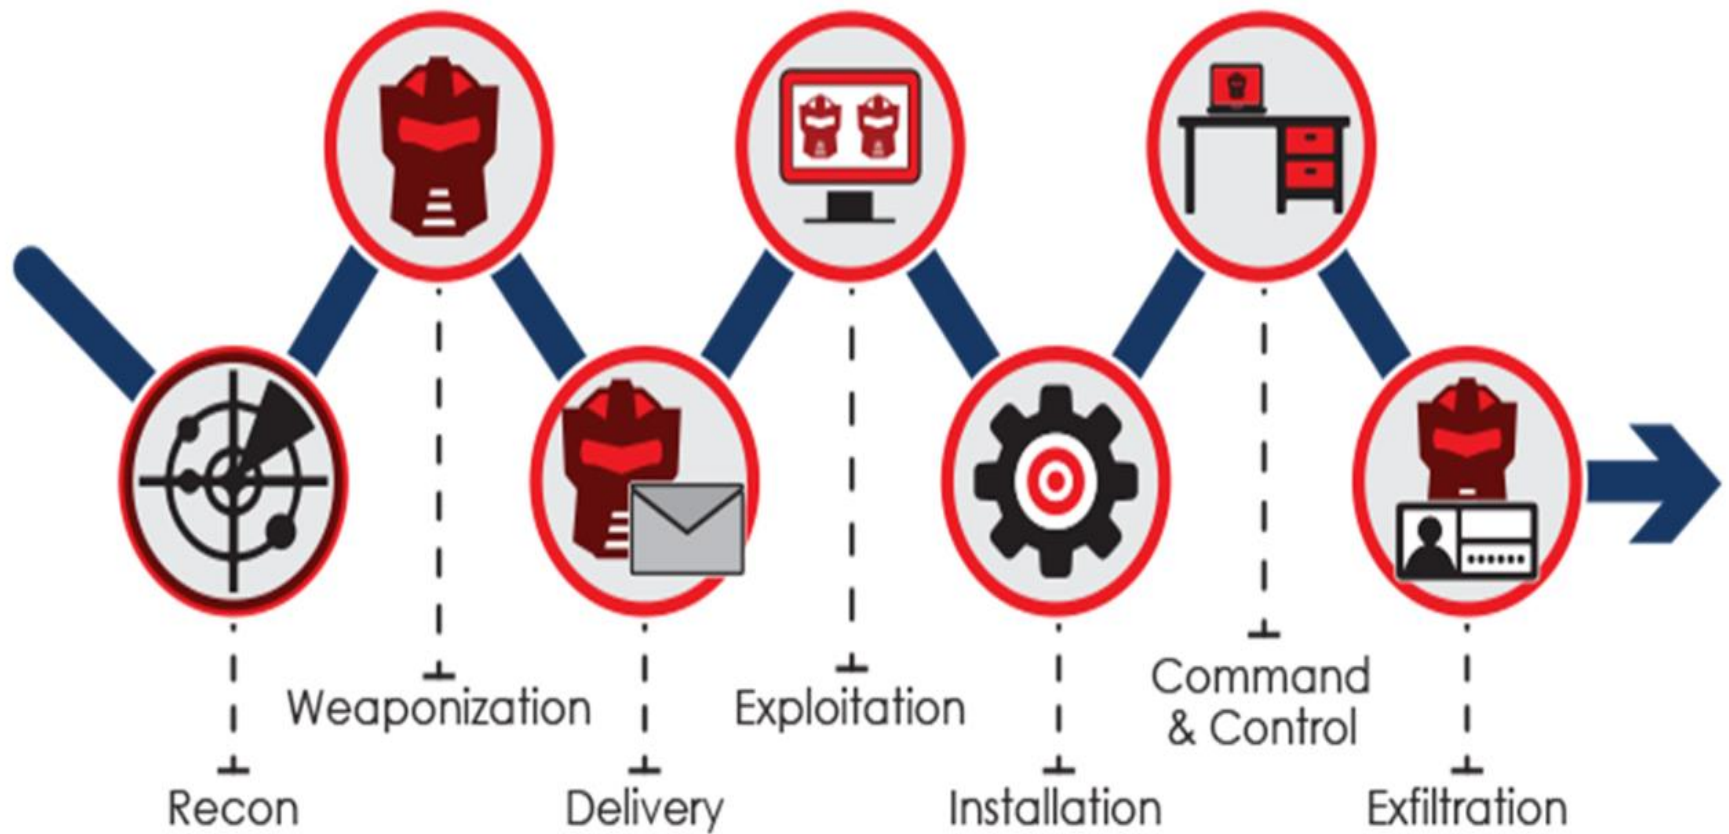 Recon
Weaponization
Delivery
Exploitation
Installation
Command
& Control
Exfiltration